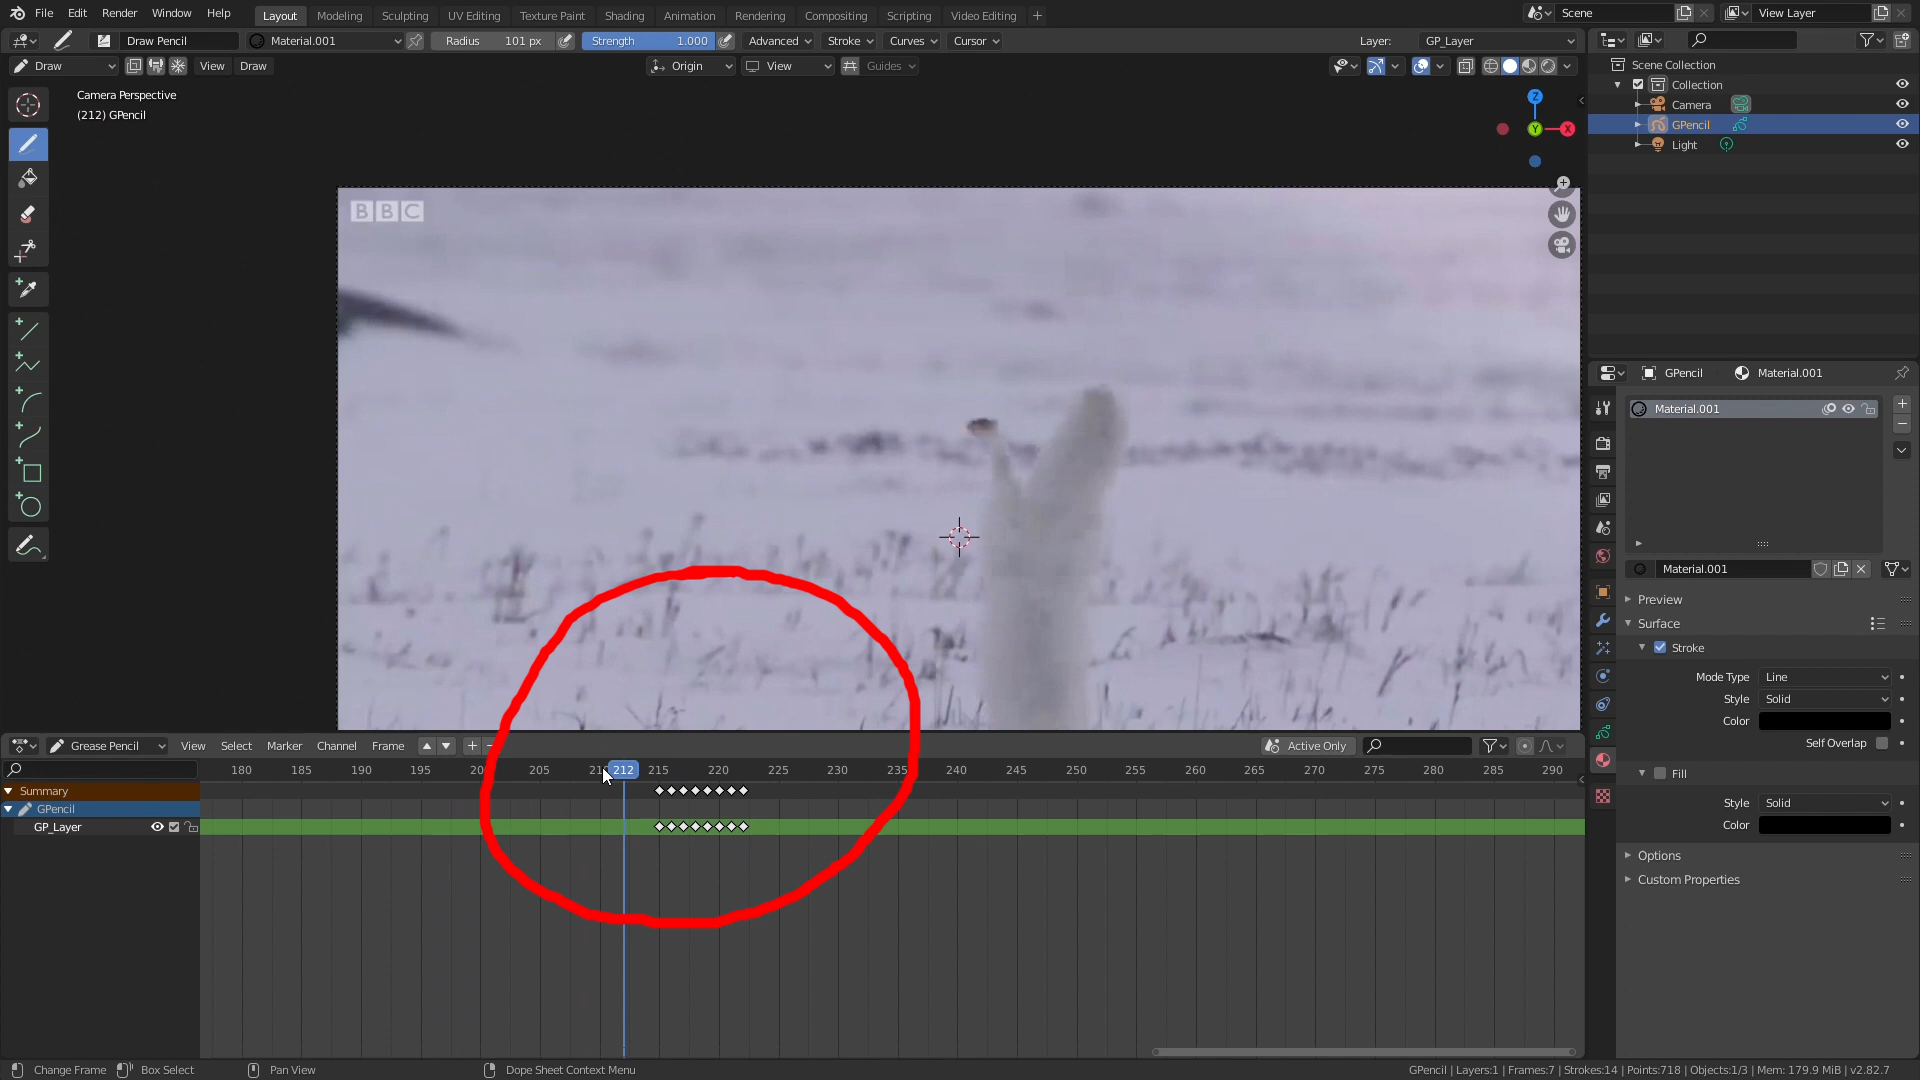 File Edit Render Window Help Layout Modeling Sculpting UV Editing Texture Paint Shading Animation Rendering Compositing Scripting Video Editing + Scene View Layer
Draw Pencil Material.001 Radius 101 px Strength 1.000 Advanced Stroke Curves Cursor Layer: GP_Layer
Draw View Draw Origin View Guides
Scene Collection
Collection
Camera
GPencil
Light
Camera Perspective
(212) GPencil
Z
Y
X
BBC
GPencil Material.001
Material.001
Material.001
Preview
Surface
Stroke
Mode Type Line
Style Solid
Color
Self Overlap
Fill
Style Solid
Color
Options
Custom Properties
Grease Pencil View Select Marker Channel Frame Active Only
180 185 190 195 205 212 215 220 225 230 235 240 245 250 255 260 265 270 275 280 285 290
Summary
GPencil
GP_Layer
Change Frame Box Select Pan View Dope Sheet Context Menu GPencil | Layers:1 | Frames:7 | Strokes:14 | Points:718 | Objects:1/3 | Mem: 179.9 MiB | v2.82.7